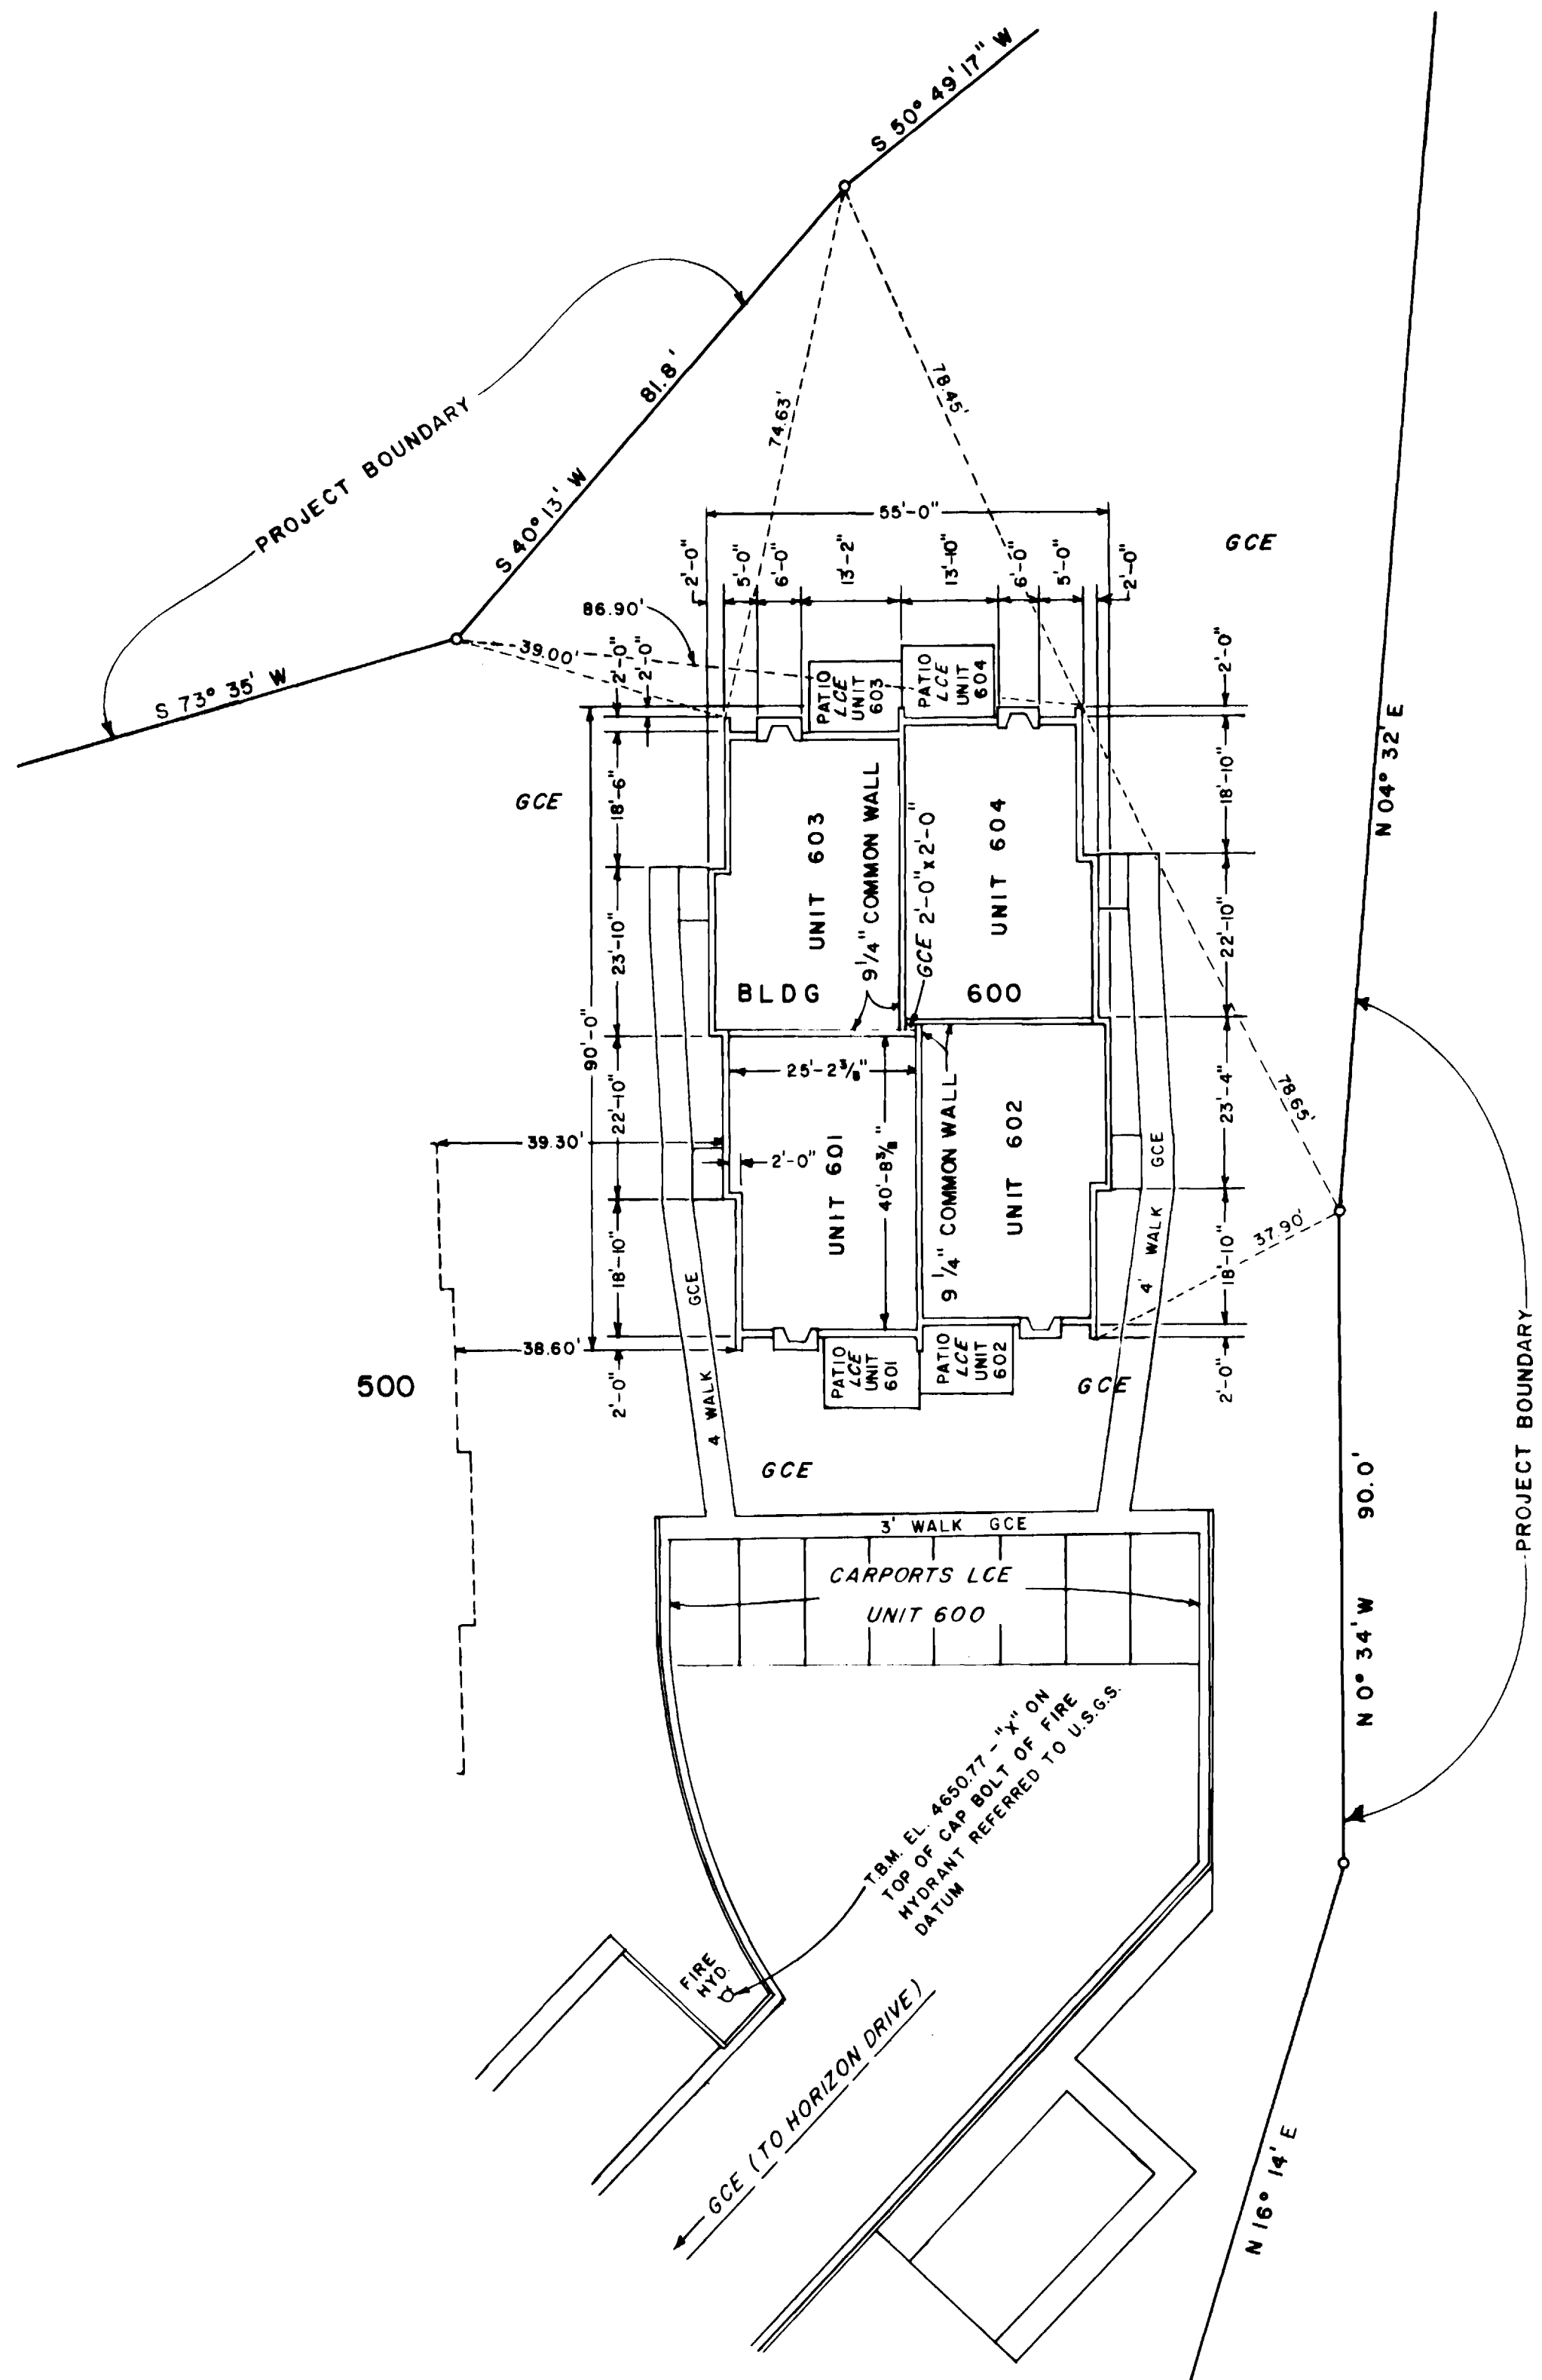 S 50° 49' 17" W
PROJECT BOUNDARY
81.8'
S 40° 13' W
S 73° 35' W
74.63'
78.45'
55'-0"
GCE
2'-0"
5'-0"
6'-0"
13'-2"
13'-10"
6'-0"
5'-0"
2'-0"
86.90'
39.00'
2'-0"
2'-0"
2'-0"
PATIO
LCE
UNIT
603
PATIO
LCE
UNIT
604
N 04° 32' E
GCE
18'-6"
18'-10"
UNIT 603
9 1/4" COMMON WALL
GCE 2'-0" x 2'-0"
UNIT 604
23'-10"
22'-10"
BLDG 600
90'-0"
25'-2 3/8"
22'-10"
23'-4"
78.65'
39.30'
2'-0"
UNIT 601
40'-8 3/8"
9 1/4" COMMON WALL
UNIT 602
GCE
4' WALK
37.90'
18'-10"
18'-10"
GCE
4 WALK
38.60'
500
2'-0"
2'-0"
PATIO
LCE
UNIT
601
PATIO
LCE
UNIT
602
GCE
GCE
PROJECT BOUNDARY
90.0'
N 0° 34' W
3' WALK GCE
CARPORTS LCE
UNIT 600
T.B.M. EL. 4650.77 - "X" ON
TOP OF CAP BOLT OF FIRE
HYDRANT REFERRED TO U.S.G.S.
DATUM
FIRE
HYD.
GCE (TO HORIZON DRIVE)
N 16° 14' E